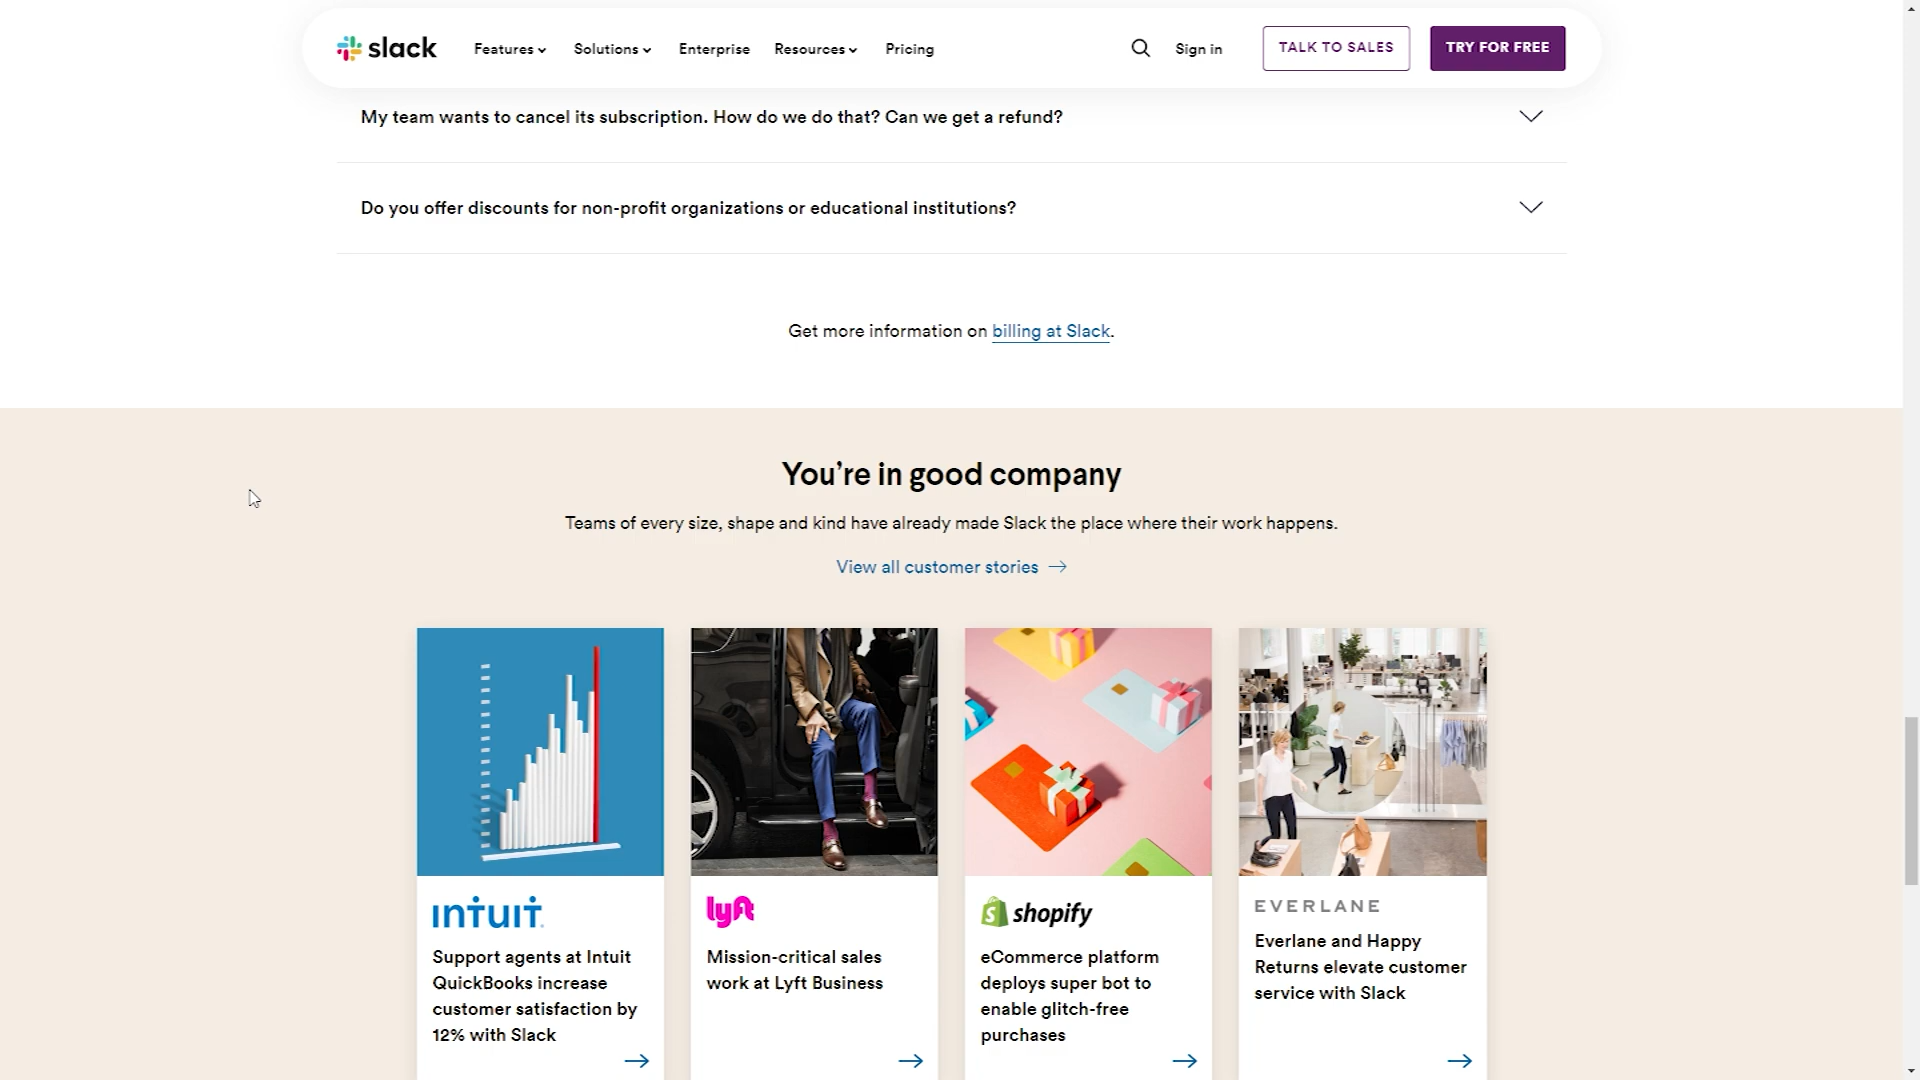 slack
Features
Solutions
Enterprise
Resources
Pricing
Sign in
TALK TO SALES
TRY FOR FREE
My team wants to cancel its subscription. How do we do that? Can we get a refund?
Do you offer discounts for non-profit organizations or educational institutions?
Get more information on billing at Slack.
You're in good company
Teams of every size, shape and kind have already made Slack the place where their work happens.
View all customer stories
intuit.
Support agents at Intuit
QuickBooks increase
customer satisfaction by
12% with Slack
lyft
Mission-critical sales
work at Lyft Business
shopify
eCommerce platform
deploys super bot to
enable glitch-free
purchases
EVERLANE
Everlane and Happy
Returns elevate customer
service with Slack